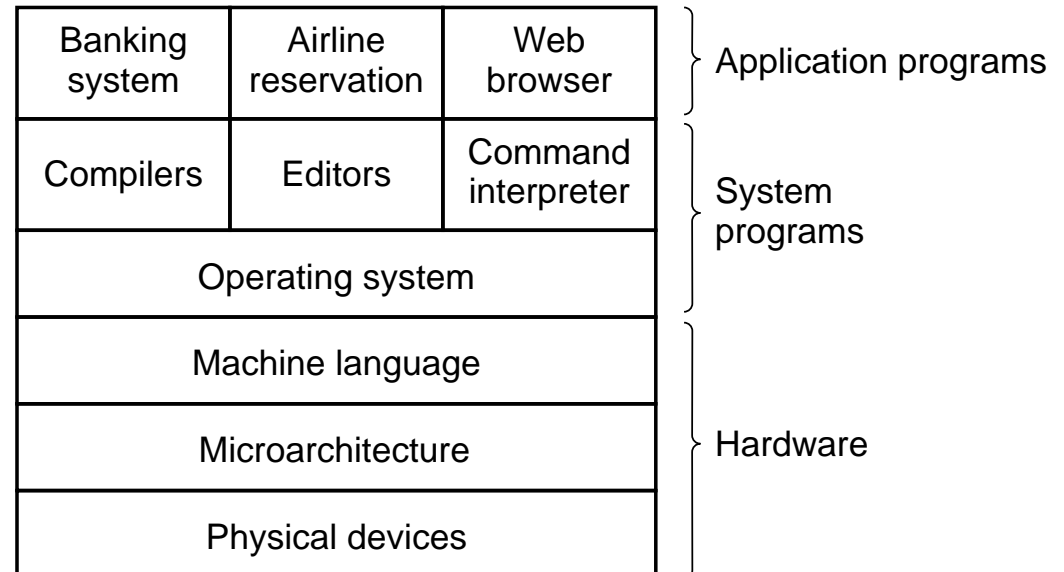 Banking
system
Airline
reservation
Web
browser
Application programs
Compilers
Editors
Command
interpreter
System
programs
Operating system
Machine language
Microarchitecture
Hardware
Physical devices